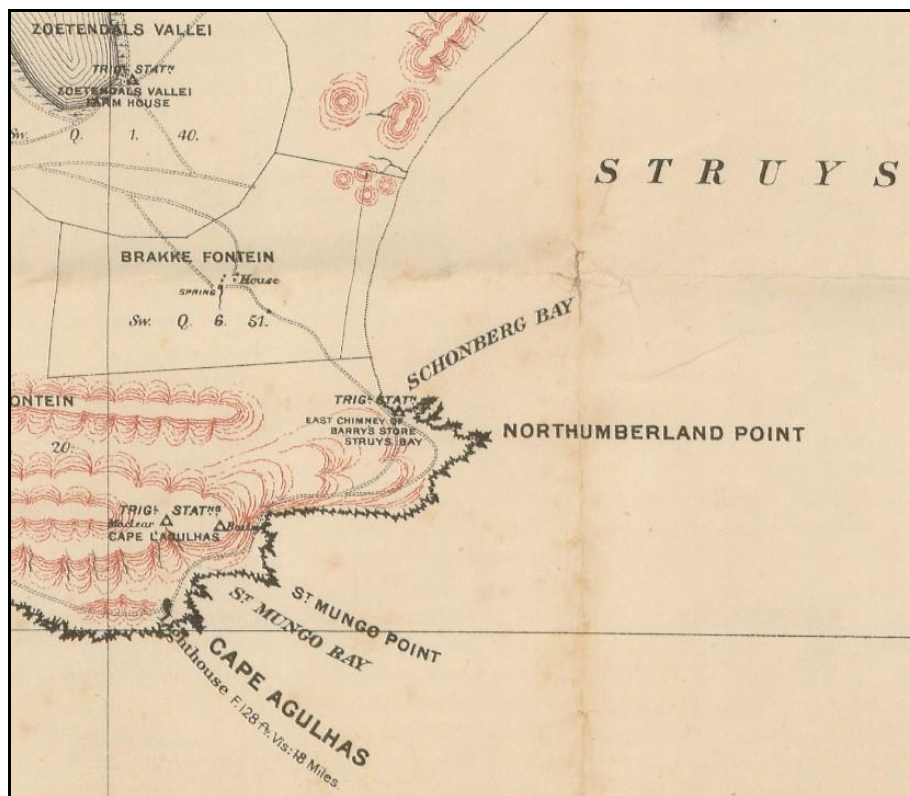 ZOETENDALS VALLEI
TRIGL STATN
ZOETENDALS VALLEI
FARM HOUSE
Sw. Q. 1. 40.
STRUYS
BRAKKE FONTEIN
House
SPRING
Sw. Q. 6. 51.
SCHONBERG BAY
ONTEIN
TRIGL STATN
EAST CHIMNEY OF
BARRY'S STORE
STRUYS BAY
NORTHUMBERLAND POINT
20.
TRIGL STATNS
Maclear
CAPE L'AGULHAS
ST MUNGO POINT
ST MUNGO BAY
CAPE AGULHAS
Lighthouse F. 128 ft. Vis: 18 Miles.